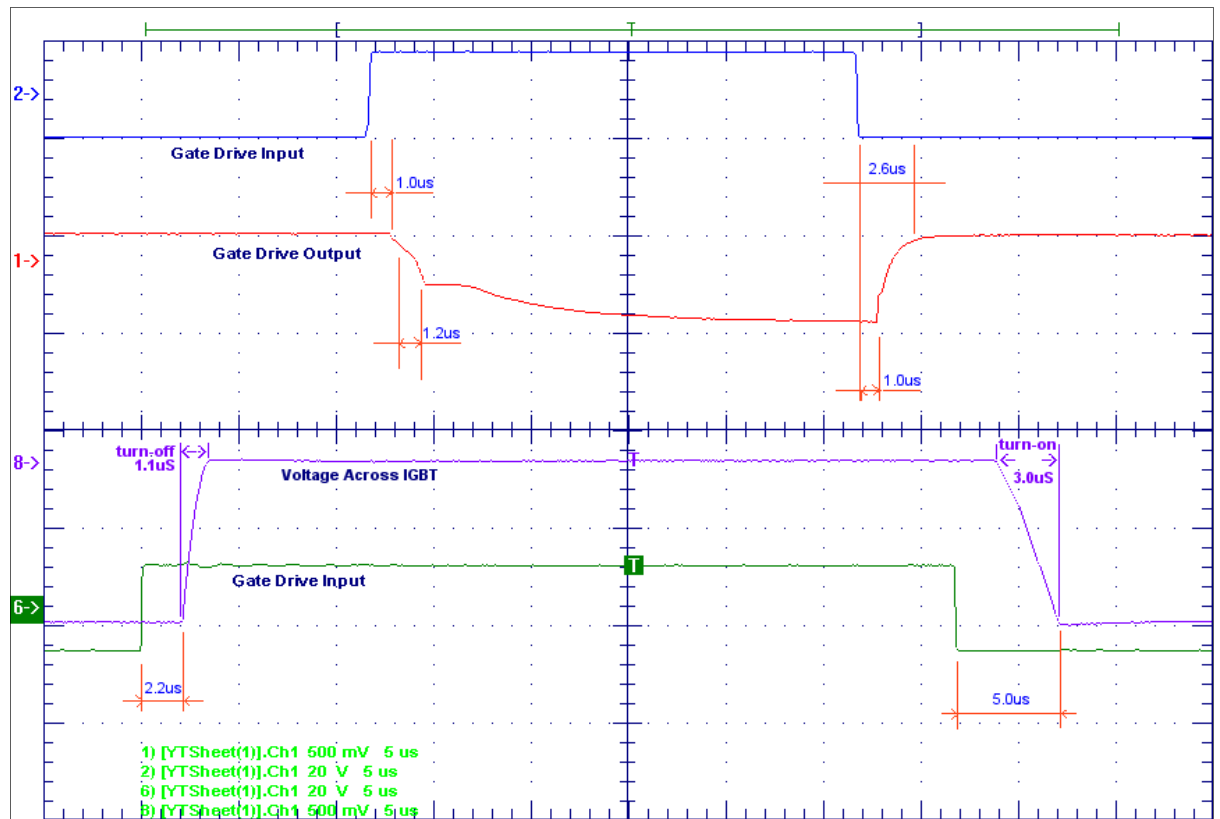 T
2->
Gate Drive Input
1.0us
2.6us
Gate Drive Output
1->
1.2us
1.0us
turn-off
1.1uS
8->
Voltage Across IGBT
T
turn-on
3.0uS
T
Gate Drive Input
6->
2.2us
5.0us
1) [YTSheet(1)].Ch1 500 mV 5 us
2) [YTSheet(1)].Ch1 20 V 5 us
6) [YTSheet(1)].Ch1 20 V 5 us
8) [YTSheet(1)].Ch1 500 mV 5 us